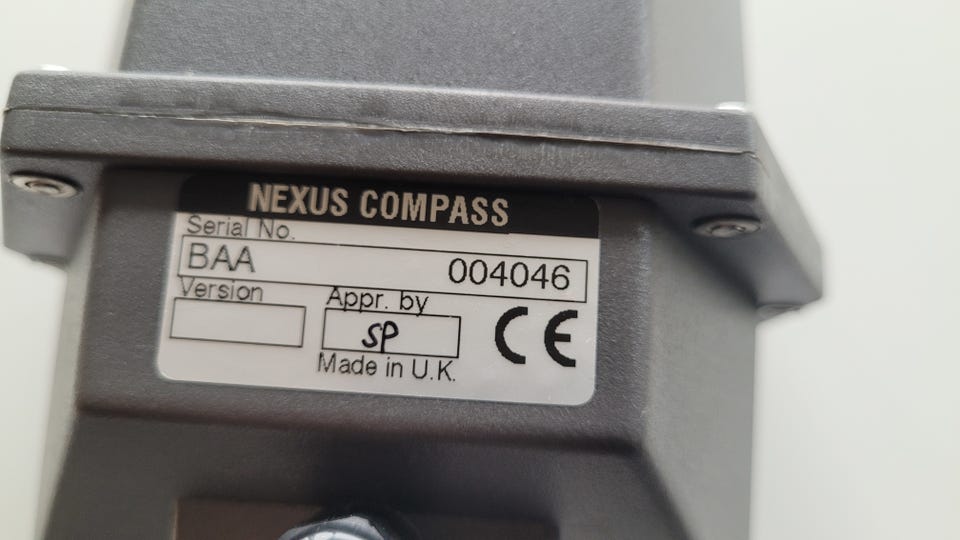 NEXUS COMPASS
Serial No.
BAA 004046
Version Appr. by
SP
Made in U.K.
CE